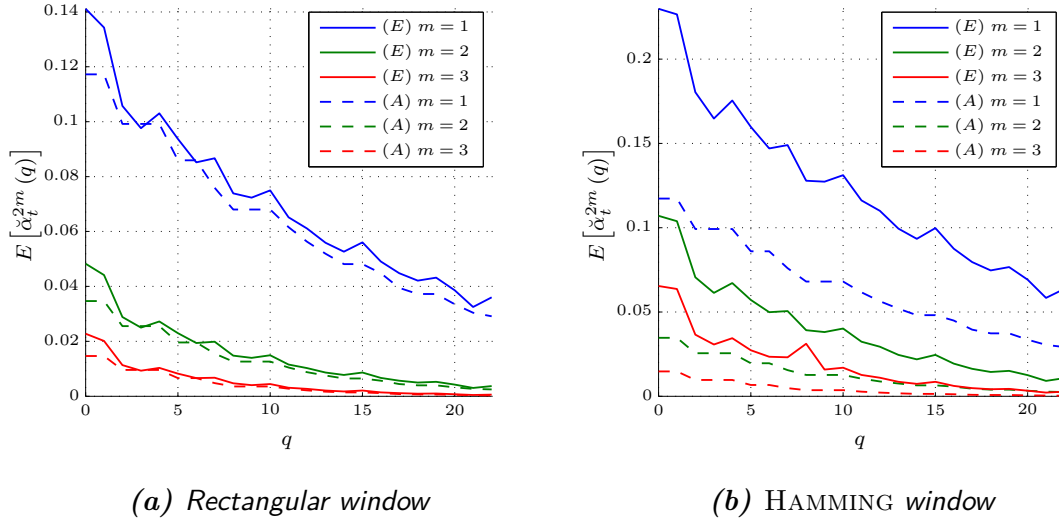 0.14
0.12
0.1
0.08
0.06
0.04
0.02
0
0
5
10
15
20
E [ᾰ_t^{2m} (q)]
q
(E) m = 1
(E) m = 2
(E) m = 3
(A) m = 1
(A) m = 2
(A) m = 3
(a) Rectangular window
0.2
0.15
0.1
0.05
0
0
5
10
15
20
E [ᾰ_t^{2m} (q)]
q
(E) m = 1
(E) m = 2
(E) m = 3
(A) m = 1
(A) m = 2
(A) m = 3
(b) HAMMING window